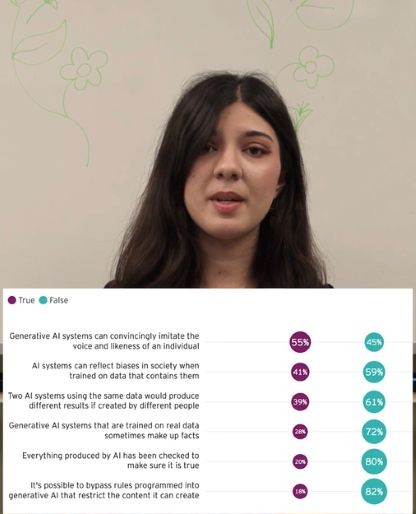 True False
Generative AI systems can convincingly imitate the
voice and likeness of an individual
55% 45%
AI systems can reflect biases in society when
trained on data that contains them
41% 59%
Two AI systems using the same data would produce
different results if created by different people
39% 61%
Generative AI systems that are trained on real data
sometimes make up facts
28% 72%
Everything produced by AI has been checked to
make sure it is true
20% 80%
It's possible to bypass rules programmed into
generative AI that restrict the content it can create
18% 82%